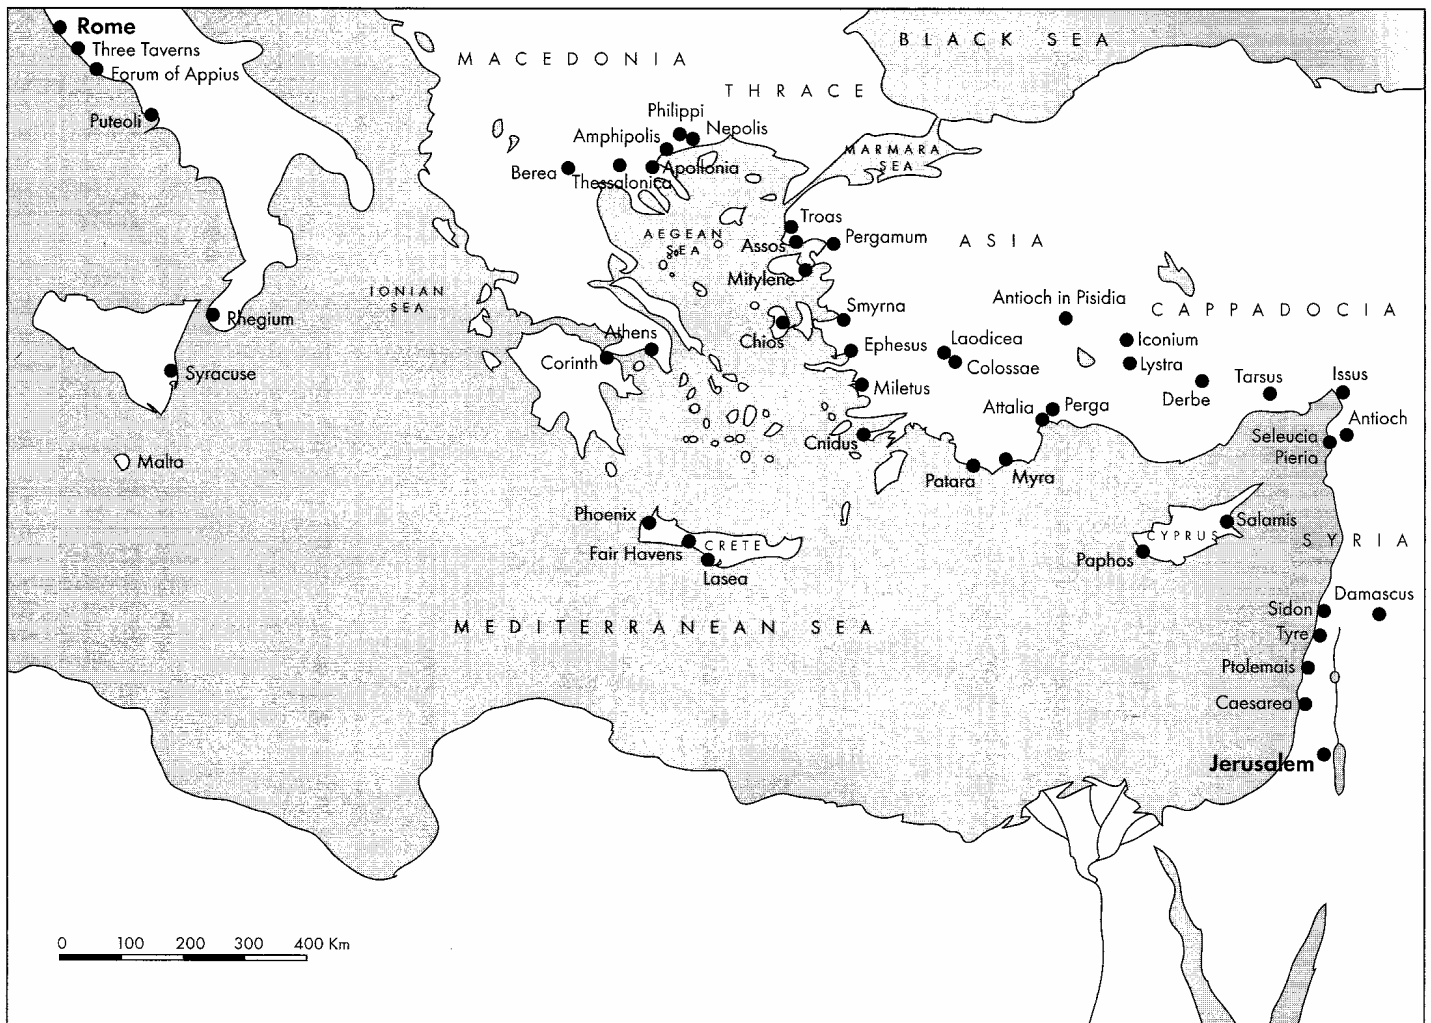 Rome
Three Taverns
Forum of Appius
Puteoli
MACEDONIA
THRACE
BLACK SEA
Philippi
Nepolis
Amphipolis
Apollonia
Berea
Thessalonica
MARMARA
SEA
Troas
Assos
Pergamum
ASIA
AEGEAN
SEA
Mitylene
IONIAN
SEA
Rhegium
Syracuse
Malta
Athens
Corinth
Chios
Smyrna
Ephesus
Miletus
Cnidus
Antioch in Pisidia
CAPPADOCIA
Laodicea
Colossae
Iconium
Lystra
Derbe
Tarsus
Issus
Attalia
Perga
Antioch
Seleucia
Pieria
Patara
Myra
Phoenix
Fair Havens
CRETE
Lasea
Salamis
CYPRUS
Paphos
SYRIA
Damascus
Sidon
Tyre
MEDITERRANEAN SEA
Ptolemais
Caesarea
Jerusalem
0 100 200 300 400 Km